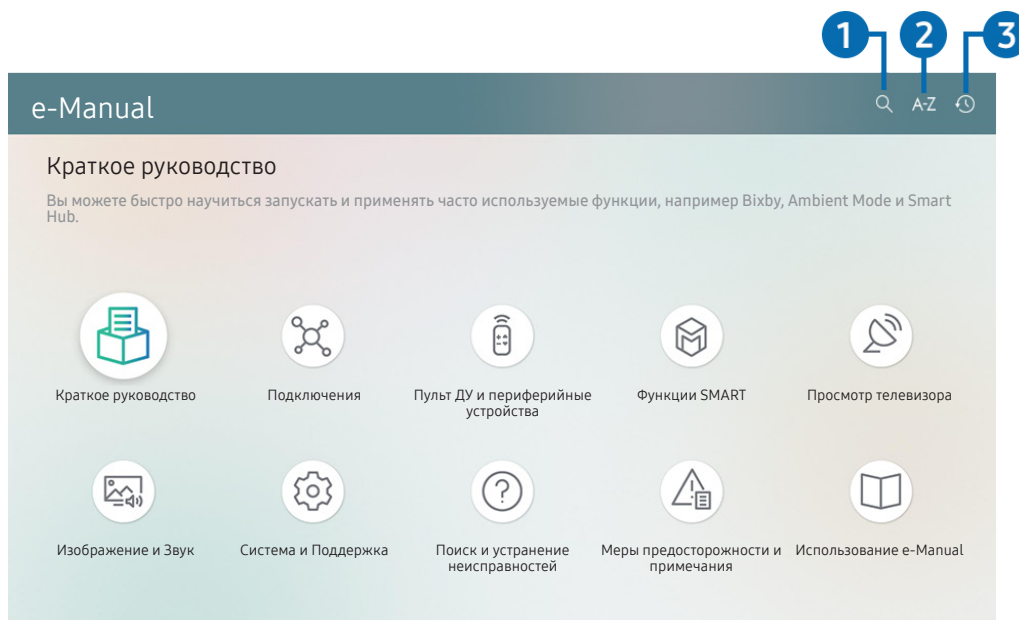 1 2 3
e-Manual
A-Z
Краткое руководство
Вы можете быстро научиться запускать и применять часто используемые функции, например Bixby, Ambient Mode и Smart
Hub.
Краткое руководство
Подключения
Пульт ДУ и периферийные
устройства
Функции SMART
Просмотр телевизора
Изображение и Звук
Система и Поддержка
Поиск и устранение
неисправностей
Меры предосторожности и
примечания
Использование e-Manual